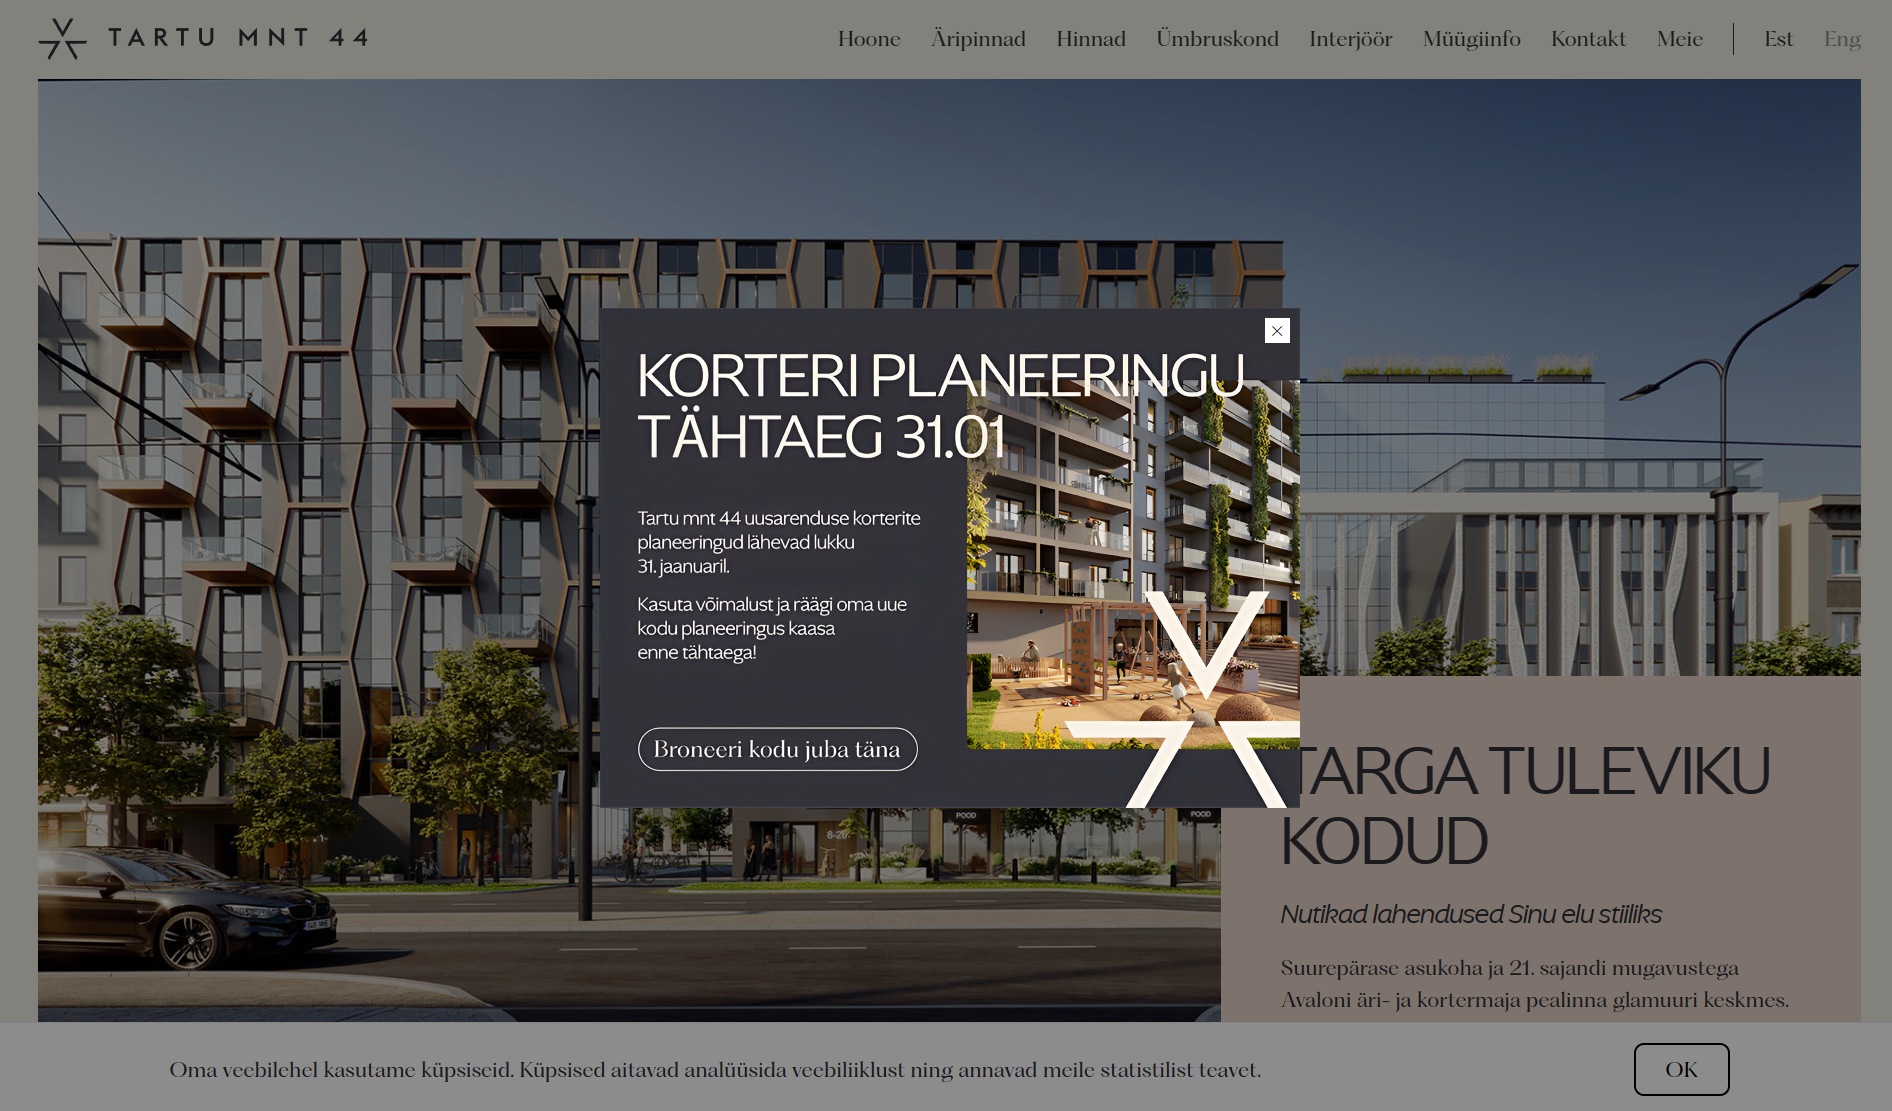 TARTU MNT 44
Hoone Äripinnad Hinnad Ümbruskond Interjöör Müügiinfo Kontakt Meie Est Eng
KORTERI PLANEERINGU
TÄHTAEG 31.01
Tartu mnt 44 uusarenduse korterite
planeeringud lähevad lukku
31. jaanuaril.
Kasuta võimalust ja räägi oma uue
kodu planeeringus kaasa
enne tähtaega!
Broneeri kodu juba täna
POOD
POOD
8-20
TARGA TULEVIKU
KODUD
Nutikad lahendused Sinu elu stiiliks
Suurepärase asukoha ja 21. sajandi mugavustega
Avaloni äri- ja kortermaja pealinna glamuuri keskmes.
Oma veebilehel kasutame küpsiseid. Küpsised aitavad analüüsida veebiliiklust ning annavad meile statistilist teavet.
OK